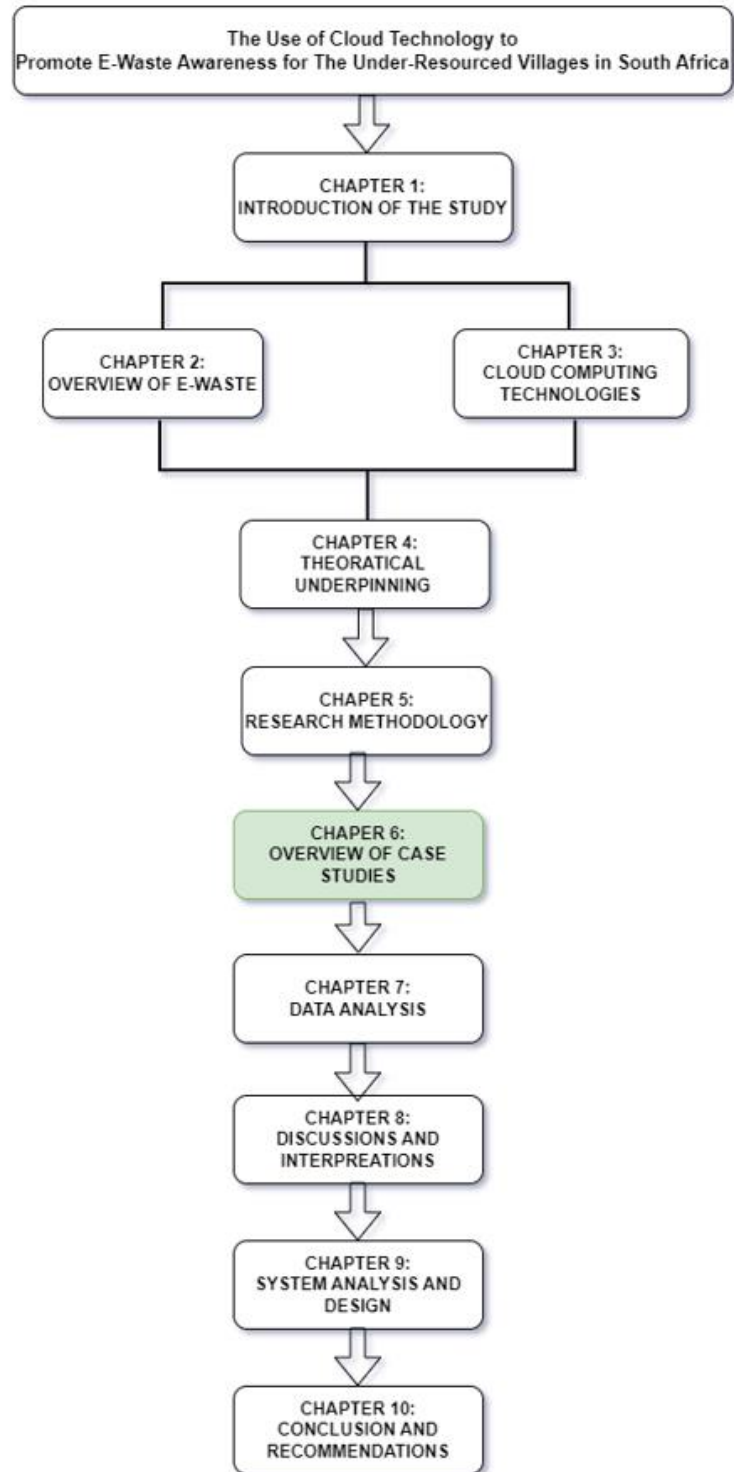 The Use of Cloud Technology to
Promote E-Waste Awareness for The Under-Resourced Villages in South Africa
CHAPTER 1:
INTRODUCTION OF THE STUDY
CHAPTER 2:
OVERVIEW OF E-WASTE
CHAPTER 3:
CLOUD COMPUTING
TECHNOLOGIES
CHAPTER 4:
THEORATICAL
UNDERPINNING
CHAPER 5:
RESEARCH METHODOLOGY
CHAPER 6:
OVERVIEW OF CASE
STUDIES
CHAPTER 7:
DATA ANALYSIS
CHAPTER 8:
DISCUSSIONS AND
INTERPREATIONS
CHAPTER 9:
SYSTEM ANALYSIS AND
DESIGN
CHAPTER 10:
CONCLUSION AND
RECOMMENDATIONS